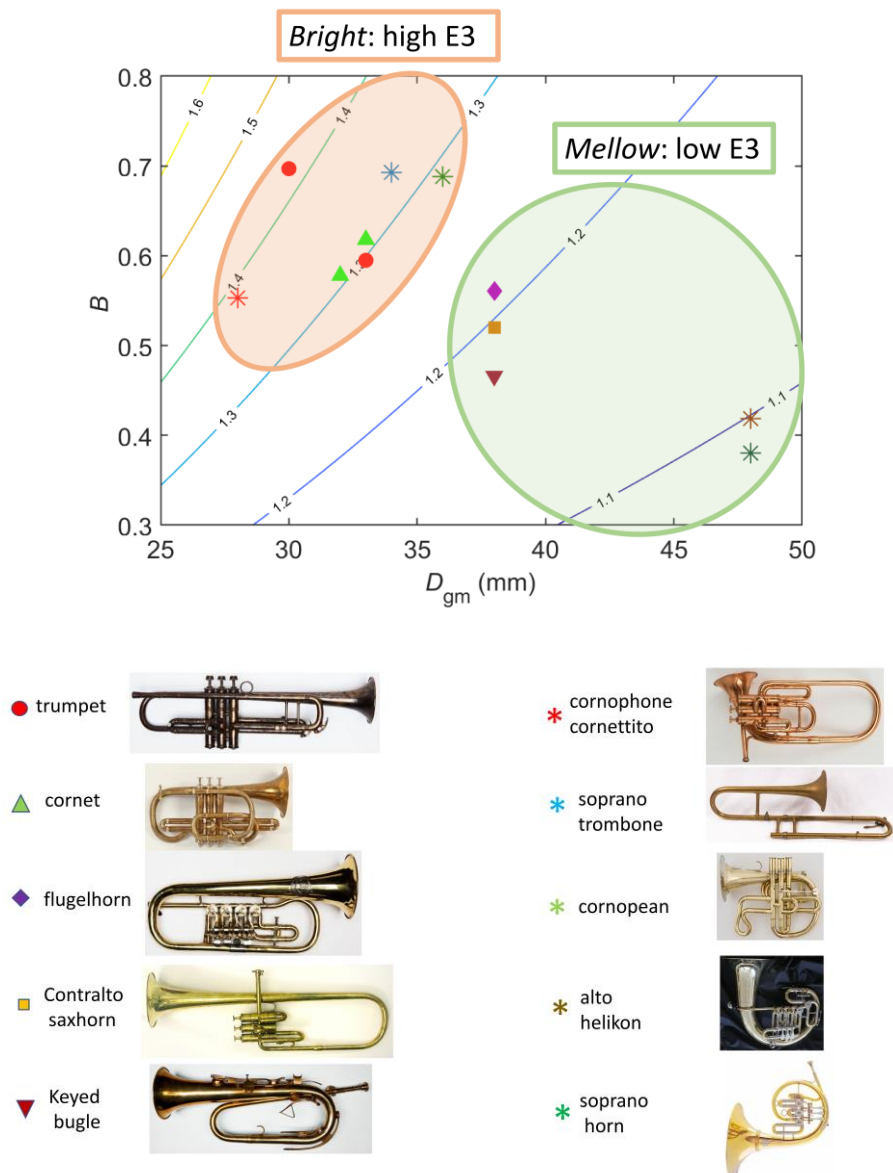 Bright: high E3
Mellow: low E3
0.8
0.7
0.6
0.5
0.4
0.3
B
1.6
1.5
1.4
1.3
1.2
1.4
1.3
1.3
1.2
1.2
1.1
1.1
25
30
35
40
45
50
Dgm (mm)
trumpet
cornet
flugelhorn
Contralto
saxhorn
Keyed
bugle
cornophone
cornettito
soprano
trombone
cornopean
alto
helikon
soprano
horn